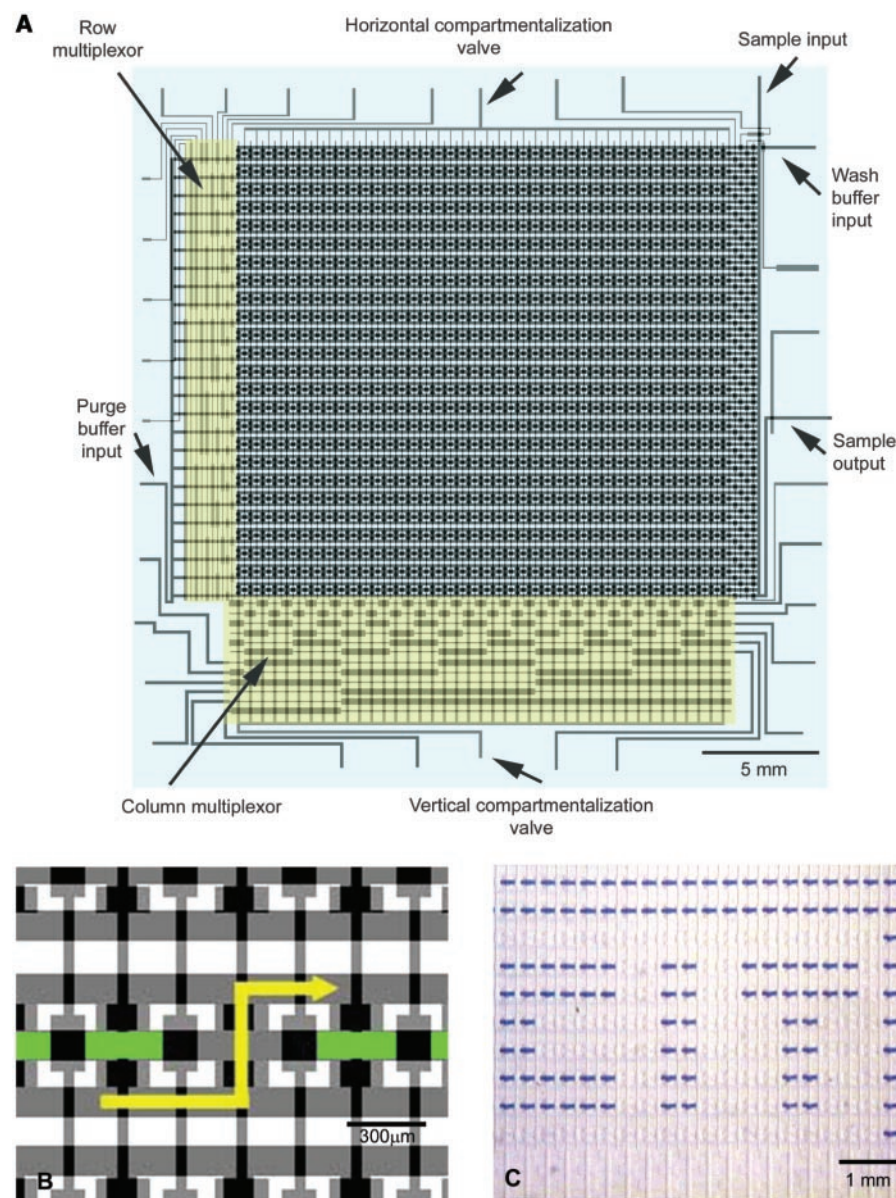 A
Row
multiplexor
Horizontal compartmentalization
valve
Sample input
Wash
buffer
input
Purge
buffer
input
Sample
output
5 mm
Column multiplexor
Vertical compartmentalization
valve
300µm
B
C
1 mm